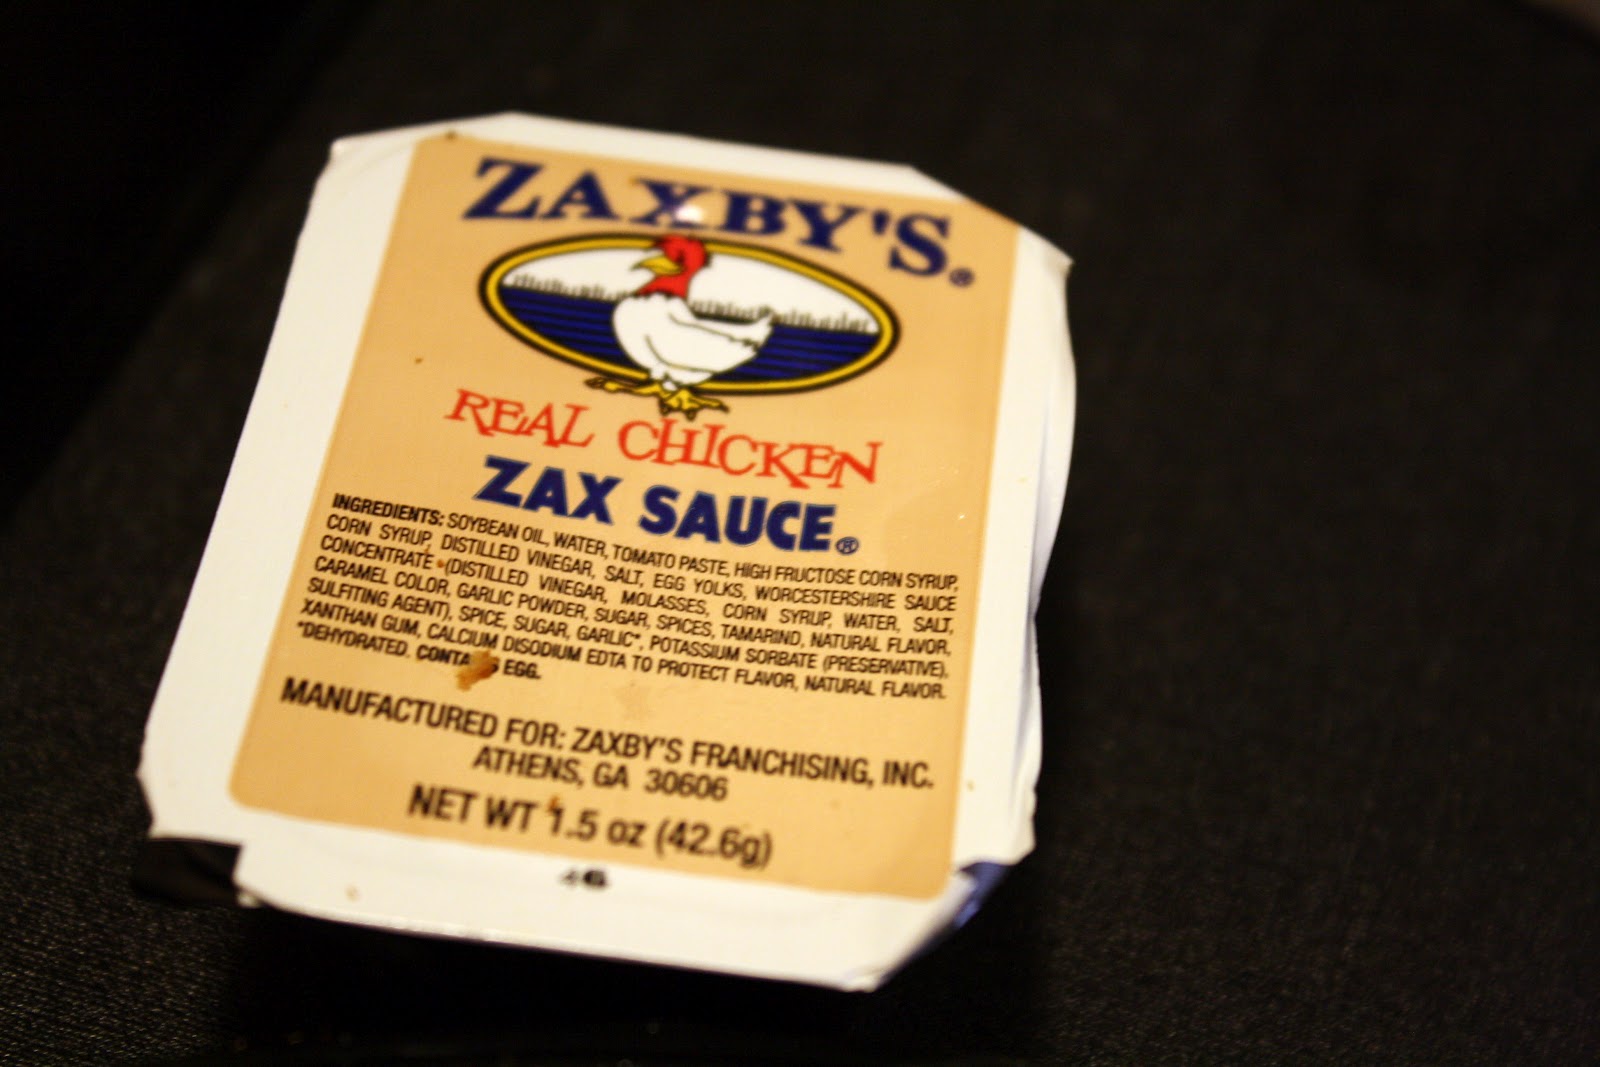 ZAXBY'S®
REAL CHICKEN
ZAX SAUCE®
INGREDIENTS: SOYBEAN OIL, WATER, TOMATO PASTE, HIGH FRUCTOSE CORN SYRUP,
CORN SYRUP, DISTILLED VINEGAR, SALT, EGG YOLKS, WORCESTERSHIRE SAUCE
CONCENTRATE (DISTILLED VINEGAR, MOLASSES, CORN SYRUP, WATER, SALT,
CARAMEL COLOR, GARLIC POWDER, SUGAR, SPICES, TAMARIND, NATURAL FLAVOR,
SULFITING AGENT), SPICE, SUGAR, GARLIC*, POTASSIUM SORBATE (PRESERVATIVE),
XANTHAN GUM, CALCIUM DISODIUM EDTA TO PROTECT FLAVOR, NATURAL FLAVOR.
*DEHYDRATED. CONTAINS EGG.
MANUFACTURED FOR: ZAXBY'S FRANCHISING, INC.
ATHENS, GA 30606
NET WT 1.5 oz (42.6g)